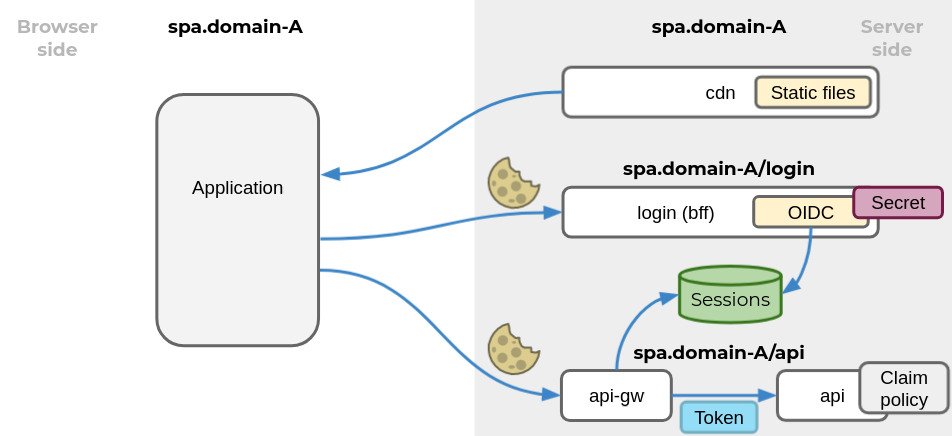 Browser
side
spa.domain-A
spa.domain-A
Server
side
cdn
Static files
Application
spa.domain-A/login
login (bff)
OIDC
Secret
Sessions
spa.domain-A/api
api-gw
Token
api
Claim
policy